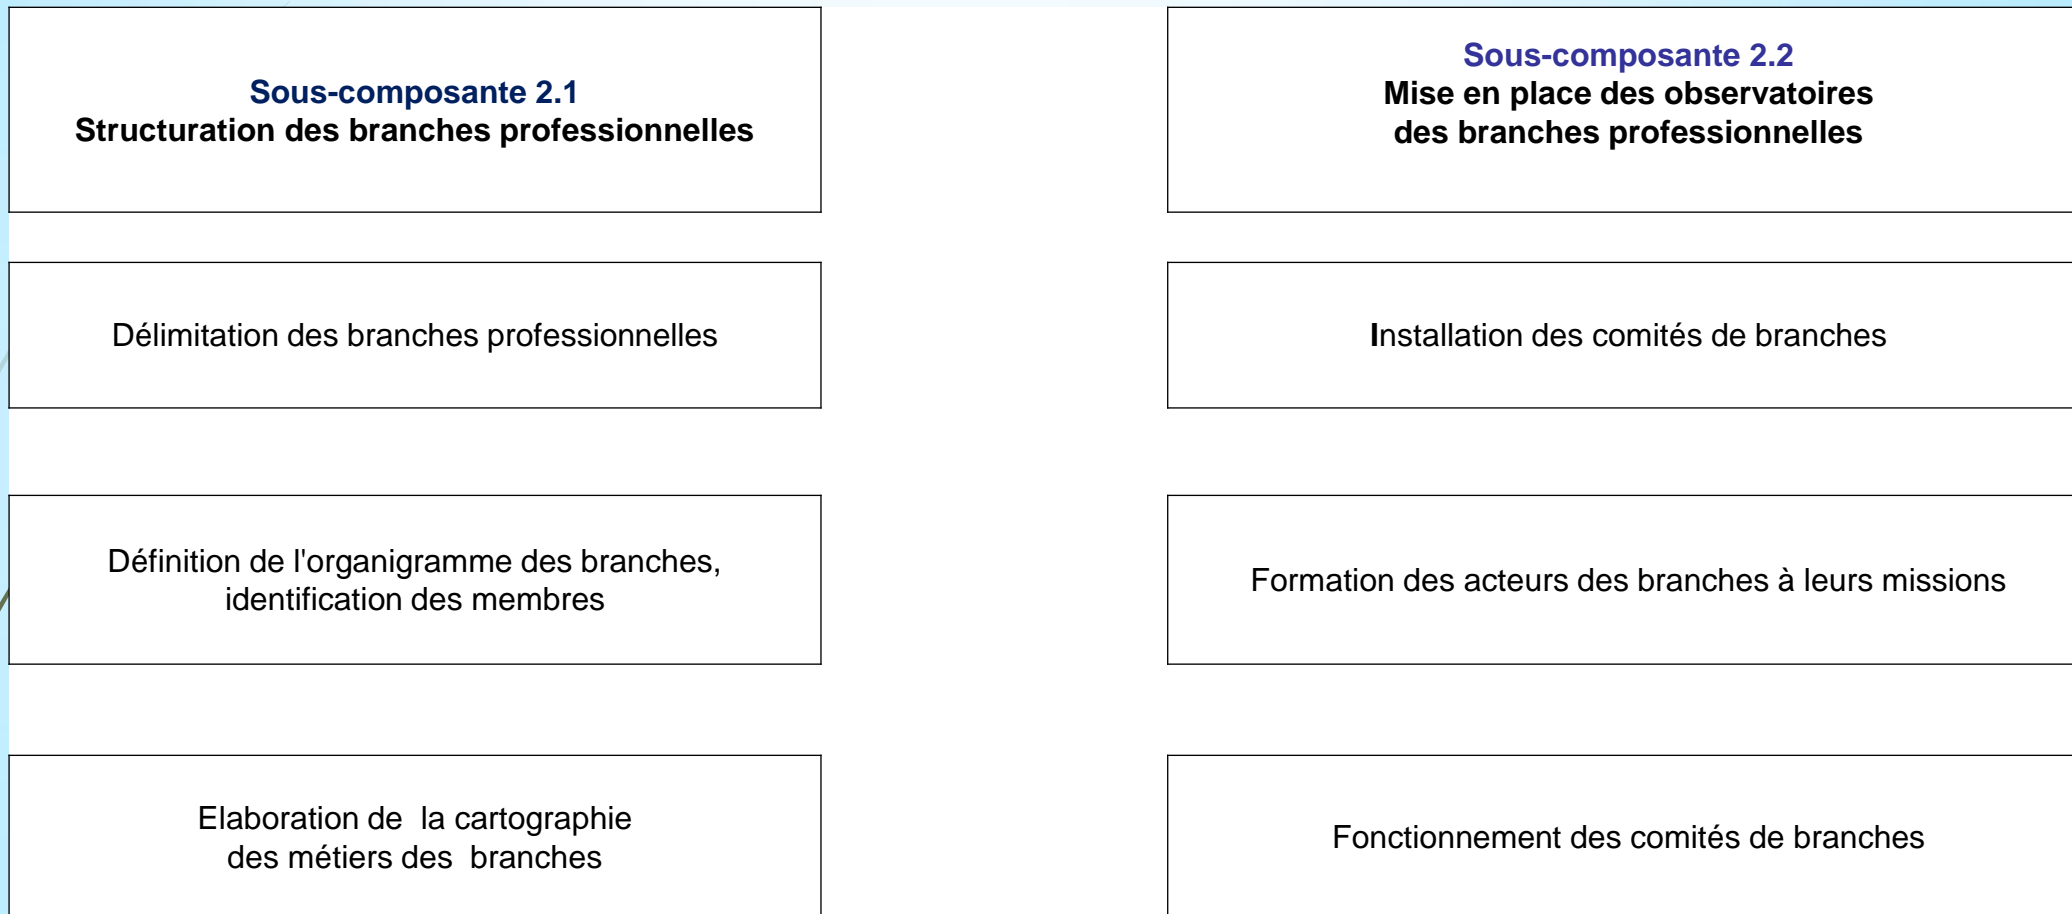 Sous-composante 2.1
Structuration des branches professionnelles
Délimitation des branches professionnelles
Définition de l'organigramme des branches,
identification des membres
Elaboration de  la cartographie
des métiers des  branches
Sous-composante 2.2
Mise en place des observatoires
des branches professionnelles
Installation des comités de branches
Formation des acteurs des branches à leurs missions
Fonctionnement des comités de branches